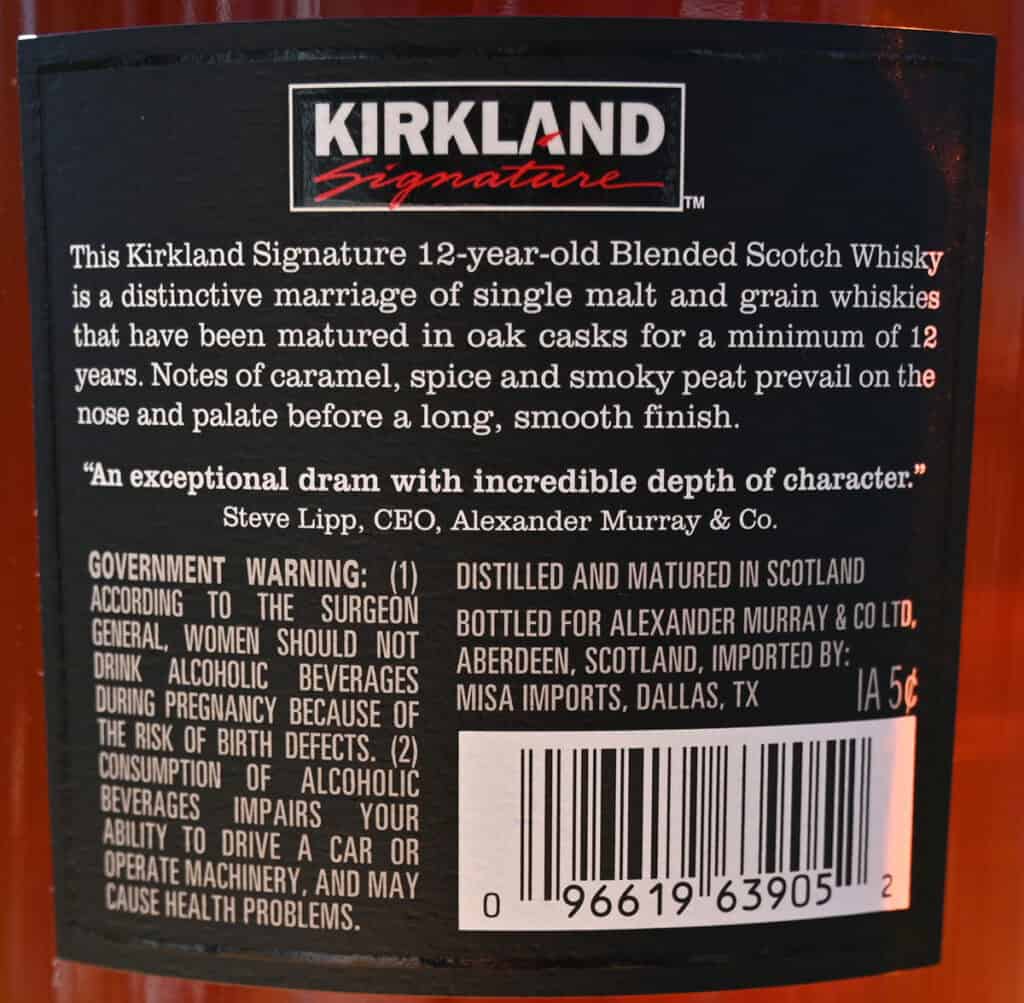 KIRKLAND
Signature™
This Kirkland Signature 12-year-old Blended Scotch Whisky
is a distinctive marriage of single malt and grain whiskies
that have been matured in oak casks for a minimum of 12
years. Notes of caramel, spice and smoky peat prevail on the
nose and palate before a long, smooth finish.
“An exceptional dram with incredible depth of character.”
Steve Lipp, CEO, Alexander Murray & Co.
GOVERNMENT WARNING: (1)
ACCORDING TO THE SURGEON
GENERAL, WOMEN SHOULD NOT
DRINK ALCOHOLIC BEVERAGES
DURING PREGNANCY BECAUSE OF
THE RISK OF BIRTH DEFECTS. (2)
CONSUMPTION OF ALCOHOLIC
BEVERAGES IMPAIRS YOUR
ABILITY TO DRIVE A CAR OR
OPERATE MACHINERY, AND MAY
CAUSE HEALTH PROBLEMS.
DISTILLED AND MATURED IN SCOTLAND
BOTTLED FOR ALEXANDER MURRAY & CO LTD,
ABERDEEN, SCOTLAND, IMPORTED BY:
MISA IMPORTS, DALLAS, TX
IA 5¢
0 96619 63905 2